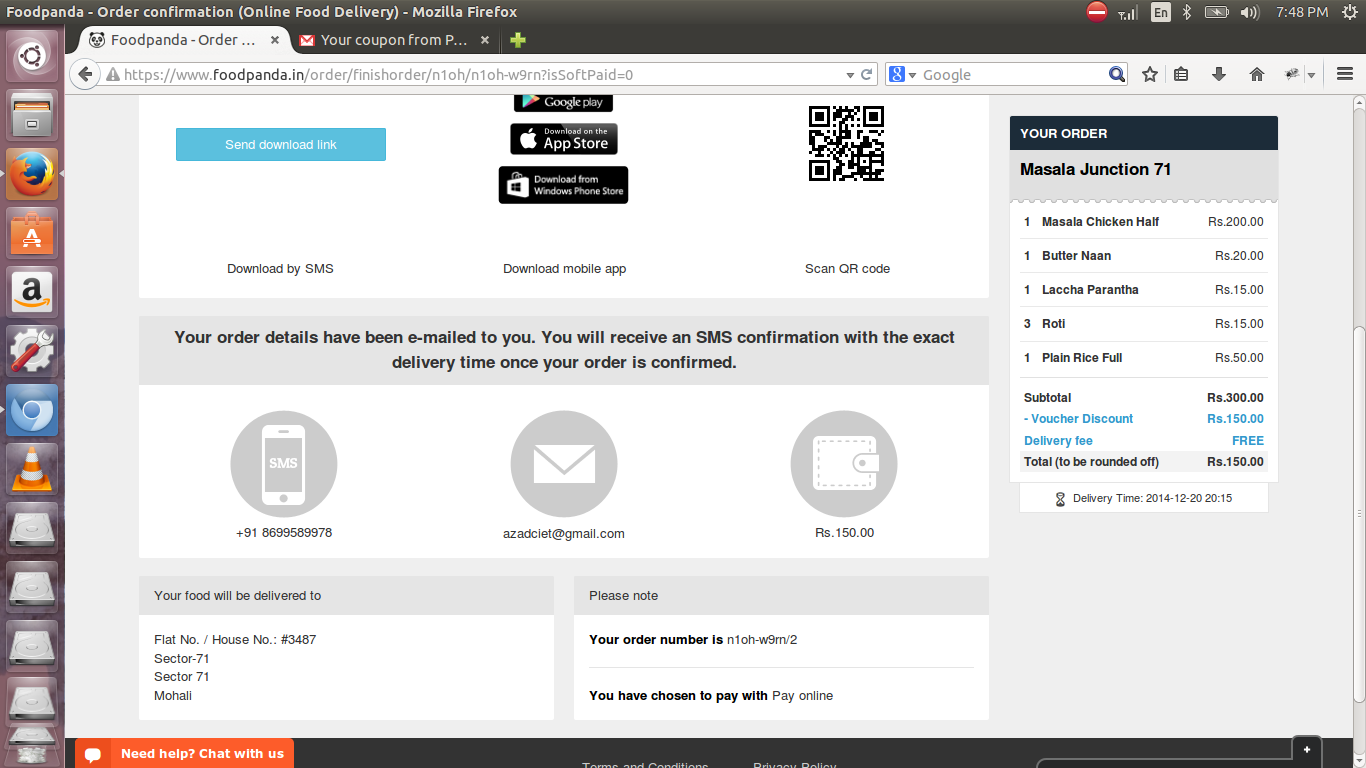 Foodpanda - Order confirmation (Online Food Delivery) - Mozilla Firefox
En
7:48 PM
Foodpanda - Order ...
Your coupon from P...
https://www.foodpanda.in/order/finishorder/n1oh/n1oh-w9rn?isSoftPaid=0
8
Google
Send download link
Google play
Download on the
App Store
Download from
Windows Phone Store
Download by SMS
Download mobile app
Scan QR code
Your order details have been e-mailed to you. You will receive an SMS confirmation with the exact
delivery time once your order is confirmed.
SMS
+91 8699589978
azadciet@gmail.com
Rs.150.00
Your food will be delivered to
Flat No. / House No.: #3487
Sector-71
Sector 71
Mohali
Please note
Your order number is n1oh-w9rn/2
You have chosen to pay with Pay online
YOUR ORDER
Masala Junction 71
1 Masala Chicken Half Rs.200.00
1 Butter Naan Rs.20.00
1 Laccha Parantha Rs.15.00
3 Roti Rs.15.00
1 Plain Rice Full Rs.50.00
Subtotal Rs.300.00
- Voucher Discount Rs.150.00
Delivery fee FREE
Total (to be rounded off) Rs.150.00
Delivery Time: 2014-12-20 20:15
Need help? Chat with us
Terms and Conditions
Privacy Policy
+